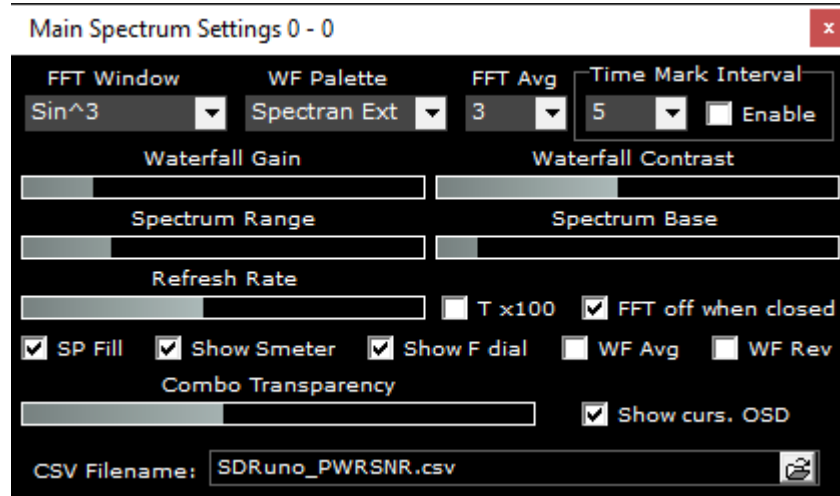 Main Spectrum Settings 0 - 0 x
FFT Window WF Palette FFT Avg Time Mark Interval
Sin^3 Spectran Ext 3 5 Enable
Waterfall Gain Waterfall Contrast
Spectrum Range Spectrum Base
Refresh Rate
T x100 FFT off when closed
SP Fill Show Smeter Show F dial WF Avg WF Rev
Combo Transparency
Show curs. OSD
CSV Filename: SDRuno_PWRSNR.csv